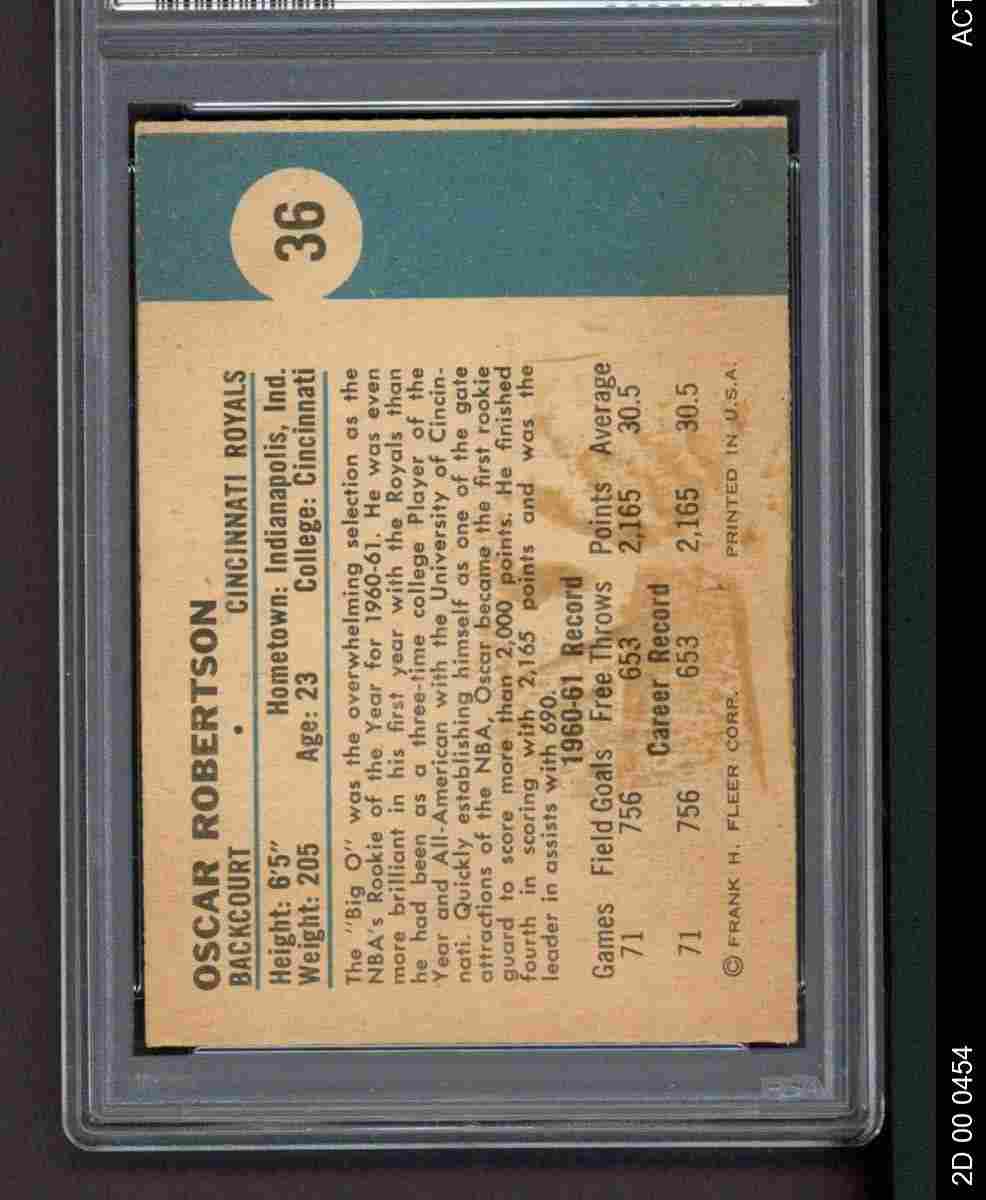 36
OSCAR ROBERTSON
BACKCOURT • CINCINNATI ROYALS
Height: 6'5" Hometown: Indianapolis, Ind.
Weight: 205 Age: 23 College: Cincinnati
The "Big O" was the overwhelming selection as the
NBA's Rookie of the Year for 1960-61. He was even
more brilliant in his first year with the Royals than
he had been as a three-time college Player of the
Year and All-American with the University of Cincin-
nati. Quickly establishing himself as one of the gate
attractions of the NBA, Oscar became the first rookie
guard to score more than 2,000 points. He finished
fourth in scoring with 2,165 points and was the
leader in assists with 690.
1960-61 Record
Games Field Goals Free Throws Points Average
71 756 653 2,165 30.5
Career Record
71 756 653 2,165 30.5
© FRANK H. FLEER CORP. PRINTED IN U.S.A.
PSA
2D 00 0454
ACT